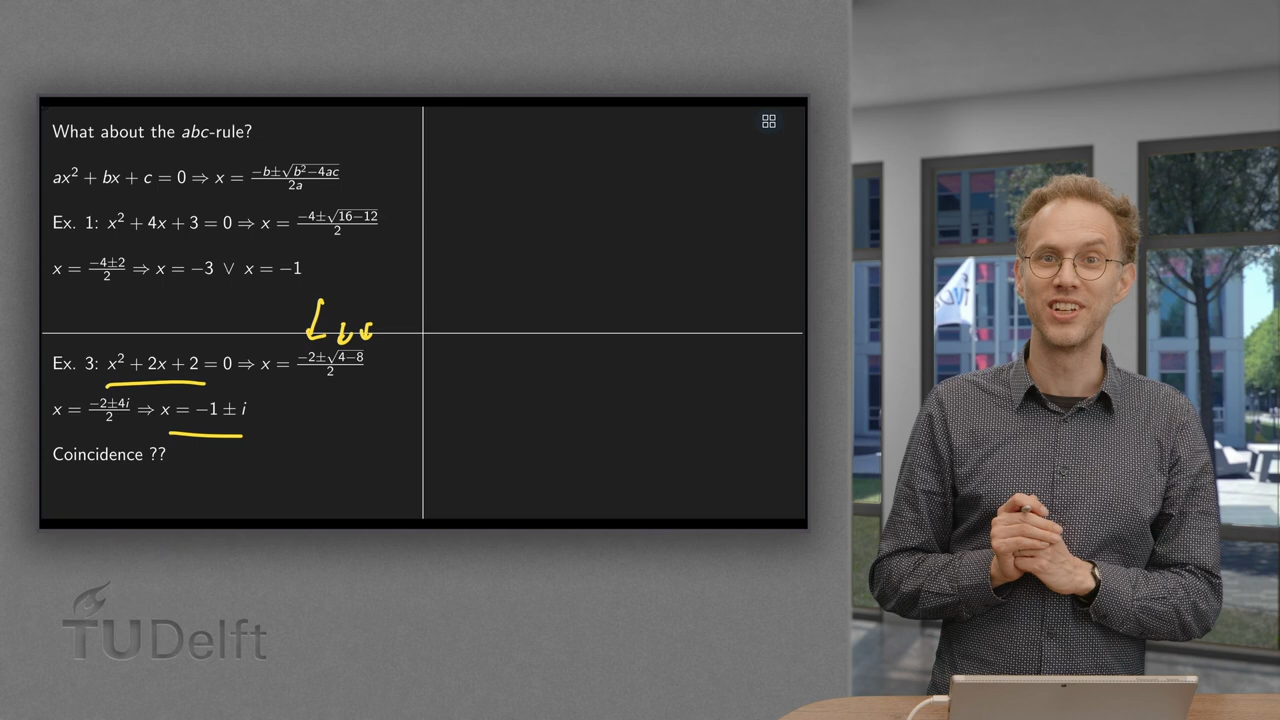 What about the abc-rule?
ax² + bx + c = 0 ⇒ x = (-b±√(b²-4ac))/(2a)
Ex. 1: x² + 4x + 3 = 0 ⇒ x = (-4±√(16-12))/2
x = (-4±2)/2 ⇒ x = -3 ∨ x = -1
Ex. 3: x² + 2x + 2 = 0 ⇒ x = (-2±√(4-8))/2
x = (-2±4i)/2 ⇒ x = -1 ± i
Coincidence ??
TUDelft